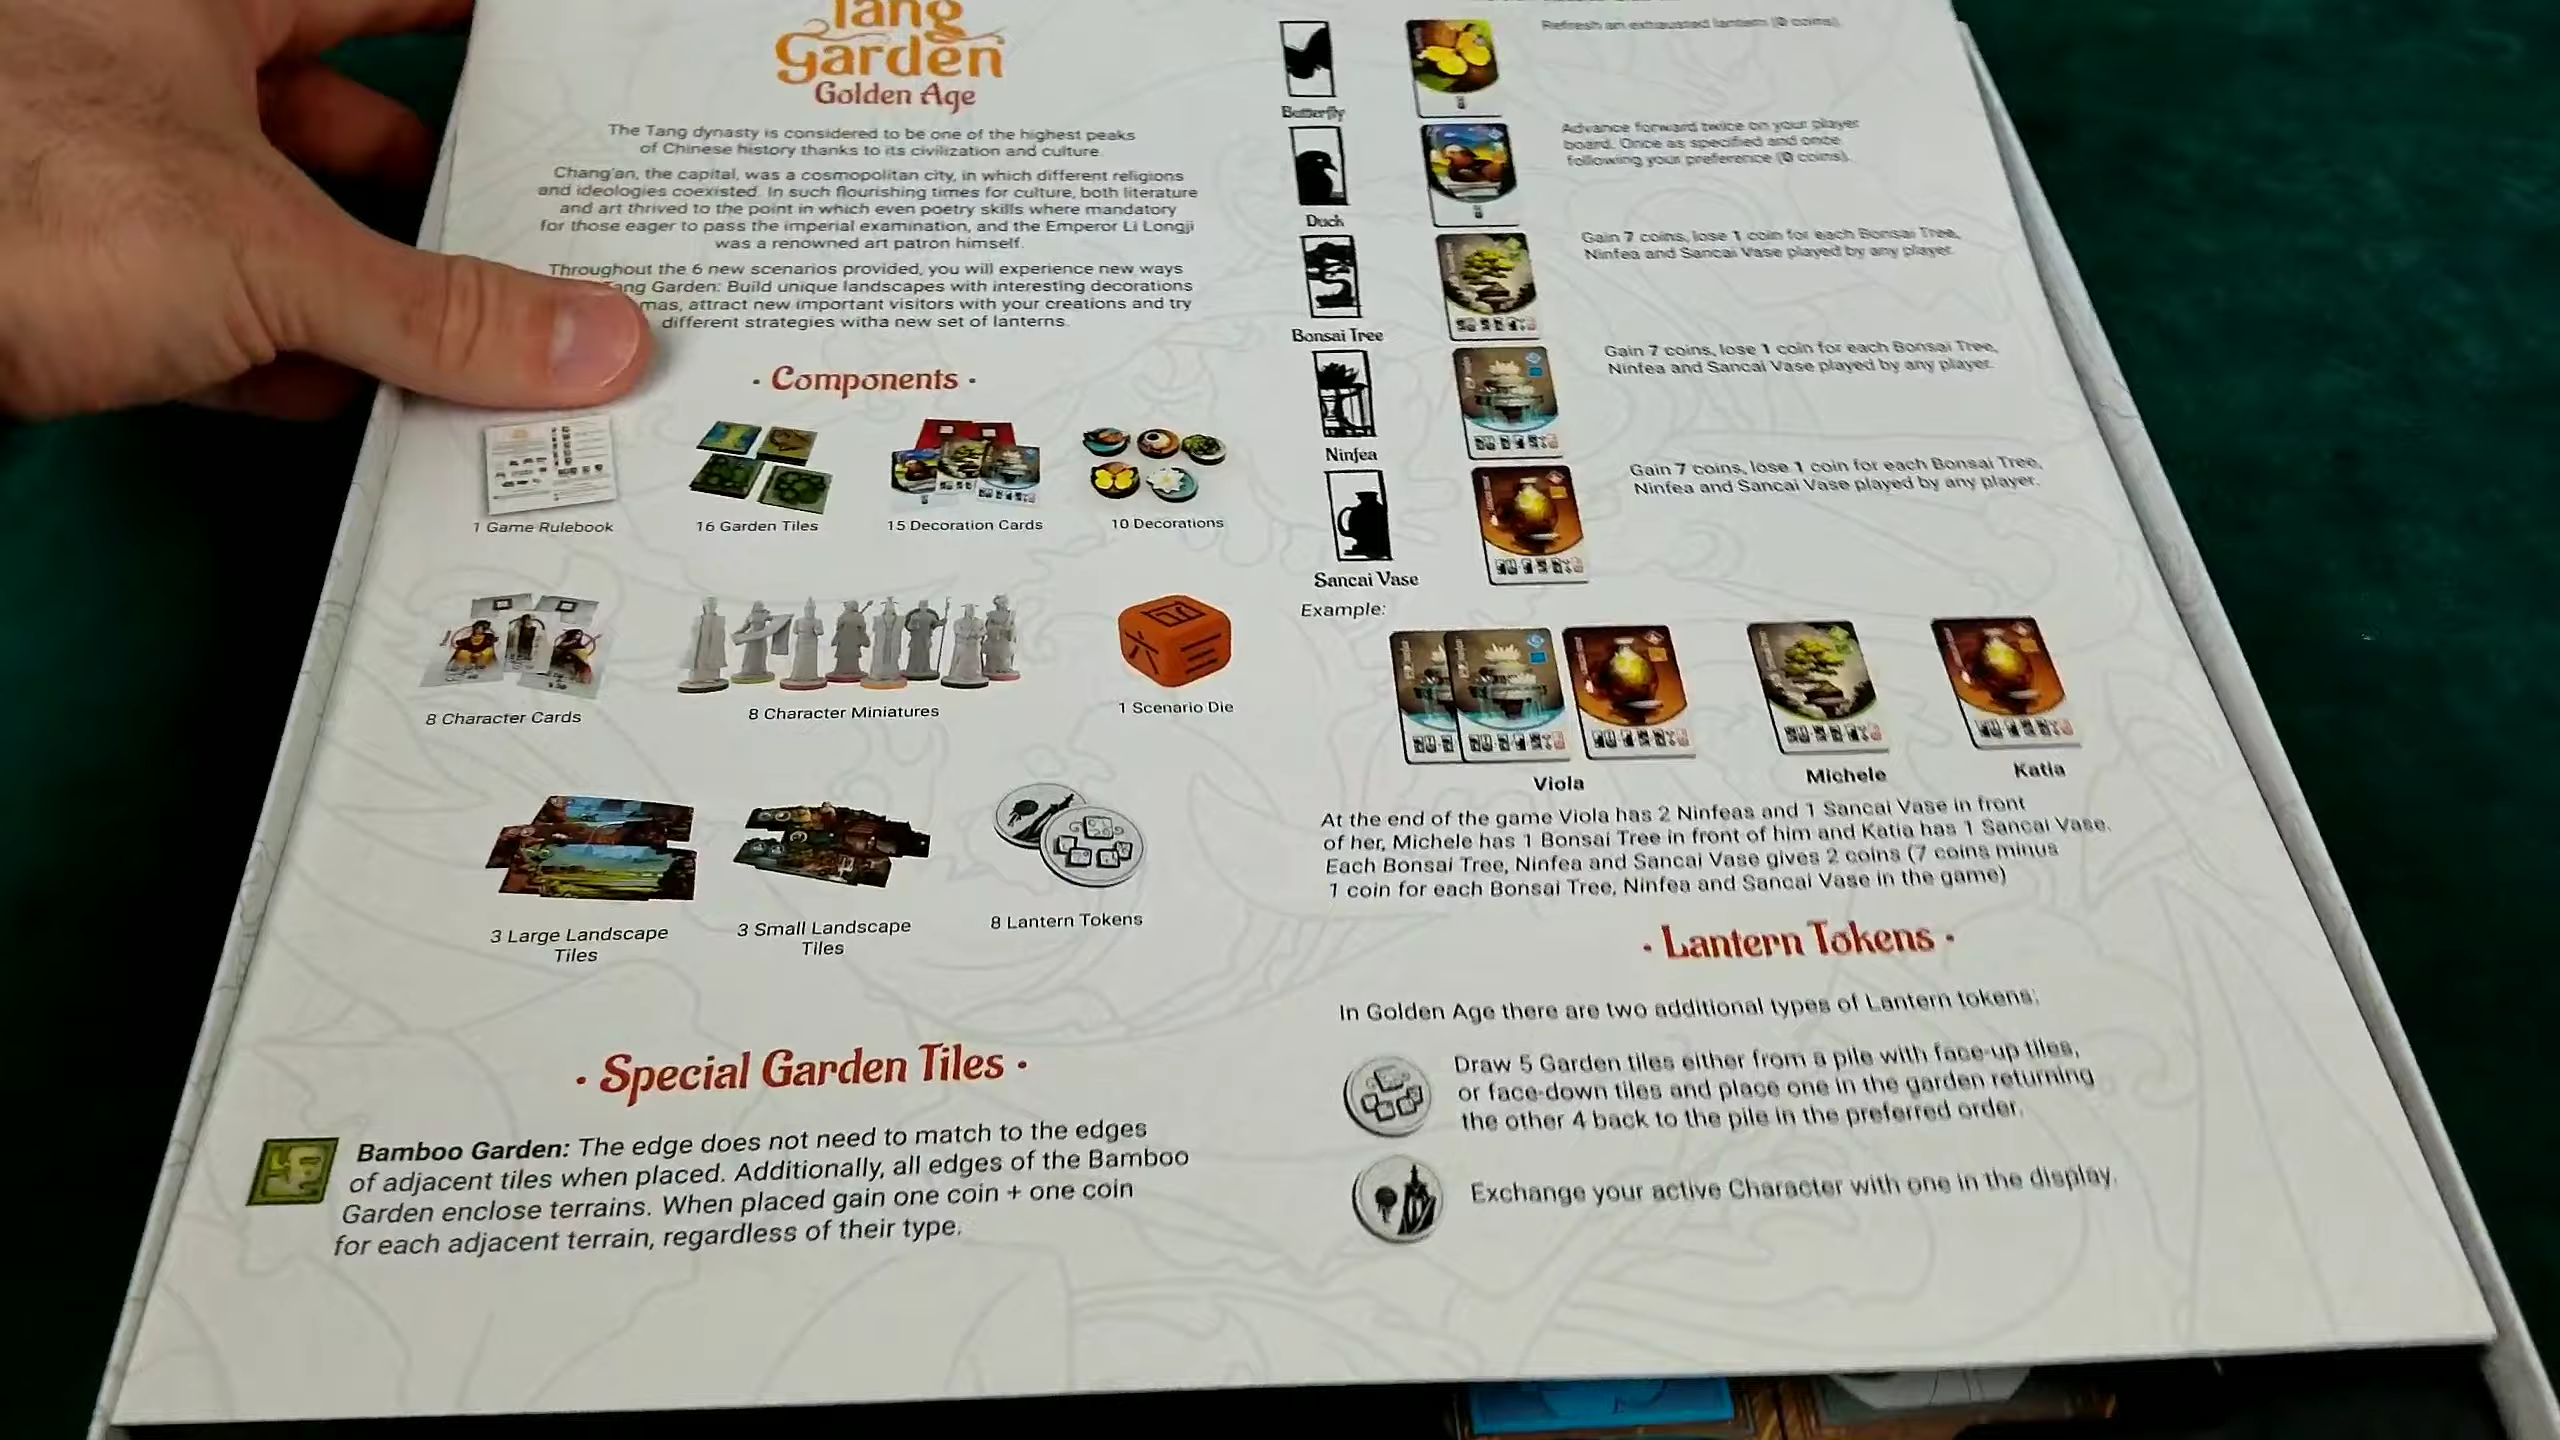 Tang
Garden
Golden Age
The Tang dynasty is considered to be one of the highest peaks
of Chinese history thanks to its civilization and culture.
Chang'an, the capital, was a cosmopolitan city, in which different religions
and ideologies coexisted. In such flourishing times for culture, both literature
and art thrived to the point in which even poetry skills where mandatory
for those eager to pass the imperial examination, and the Emperor Li Longji
was a renowned art patron himself.
Throughout the 6 new scenarios provided, you will experience new ways
Tang Garden: Build unique landscapes with interesting decorations
attract new important visitors with your creations and try
different strategies witha new set of lanterns.
· Components ·
1 Game Rulebook
16 Garden Tiles
15 Decoration Cards
10 Decorations
8 Character Cards
8 Character Miniatures
1 Scenario Die
3 Large Landscape
Tiles
3 Small Landscape
Tiles
8 Lantern Tokens
· Special Garden Tiles ·
Bamboo Garden: The edge does not need to match to the edges
of adjacent tiles when placed. Additionally, all edges of the Bamboo
Garden enclose terrains. When placed gain one coin + one coin
for each adjacent terrain, regardless of their type.
Butterfly
Refresh an exhausted lantern (0 coins).
Duck
Advance forward twice on your player
board. Once as specified and once
following your preference (0 coins).
Bonsai Tree
Gain 7 coins, lose 1 coin for each Bonsai Tree,
Ninfea and Sancai Vase played by any player.
Ninfea
Gain 7 coins, lose 1 coin for each Bonsai Tree,
Ninfea and Sancai Vase played by any player.
Sancai Vase
Gain 7 coins, lose 1 coin for each Bonsai Tree,
Ninfea and Sancai Vase played by any player.
Example:
Viola
Michele
Katia
At the end of the game Viola has 2 Ninfeas and 1 Sancai Vase in front
of her, Michele has 1 Bonsai Tree in front of him and Katia has 1 Sancai Vase.
Each Bonsai Tree, Ninfea and Sancai Vase gives 2 coins (7 coins minus
1 coin for each Bonsai Tree, Ninfea and Sancai Vase in the game)
· Lantern Tokens ·
In Golden Age there are two additional types of Lantern tokens:
Draw 5 Garden tiles either from a pile with face-up tiles,
or face-down tiles and place one in the garden returning
the other 4 back to the pile in the preferred order.
Exchange your active Character with one in the display.